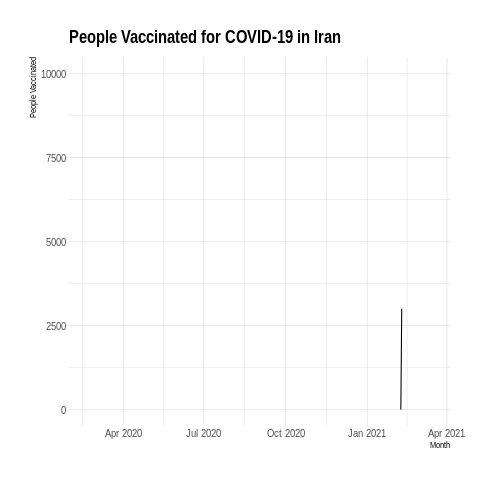 People Vaccinated for COVID-19 in Iran
People Vaccinated
10000
7500
5000
2500
0
Apr 2020 Jul 2020 Oct 2020 Jan 2021 Apr 2021
Month